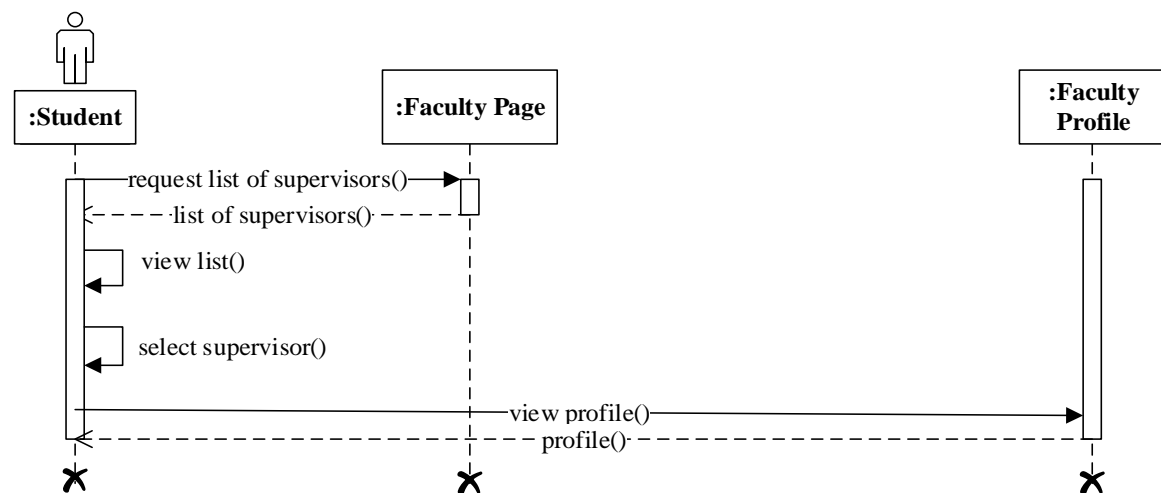 :Student
:Faculty Page
:Faculty
Profile
request list of supervisors()
list of supervisors()
view list()
select supervisor()
view profile()
profile()